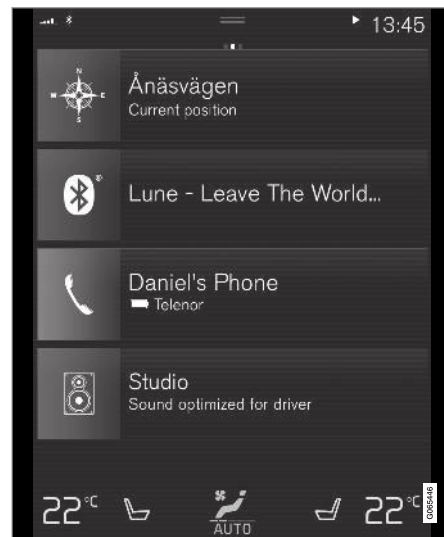 13:45
N
W E
S
Ånäsvägen
Current position
Lune - Leave The World...
Daniel's Phone
Telenor
Studio
Sound optimized for driver
22°C
AUTO
22°C
G065446